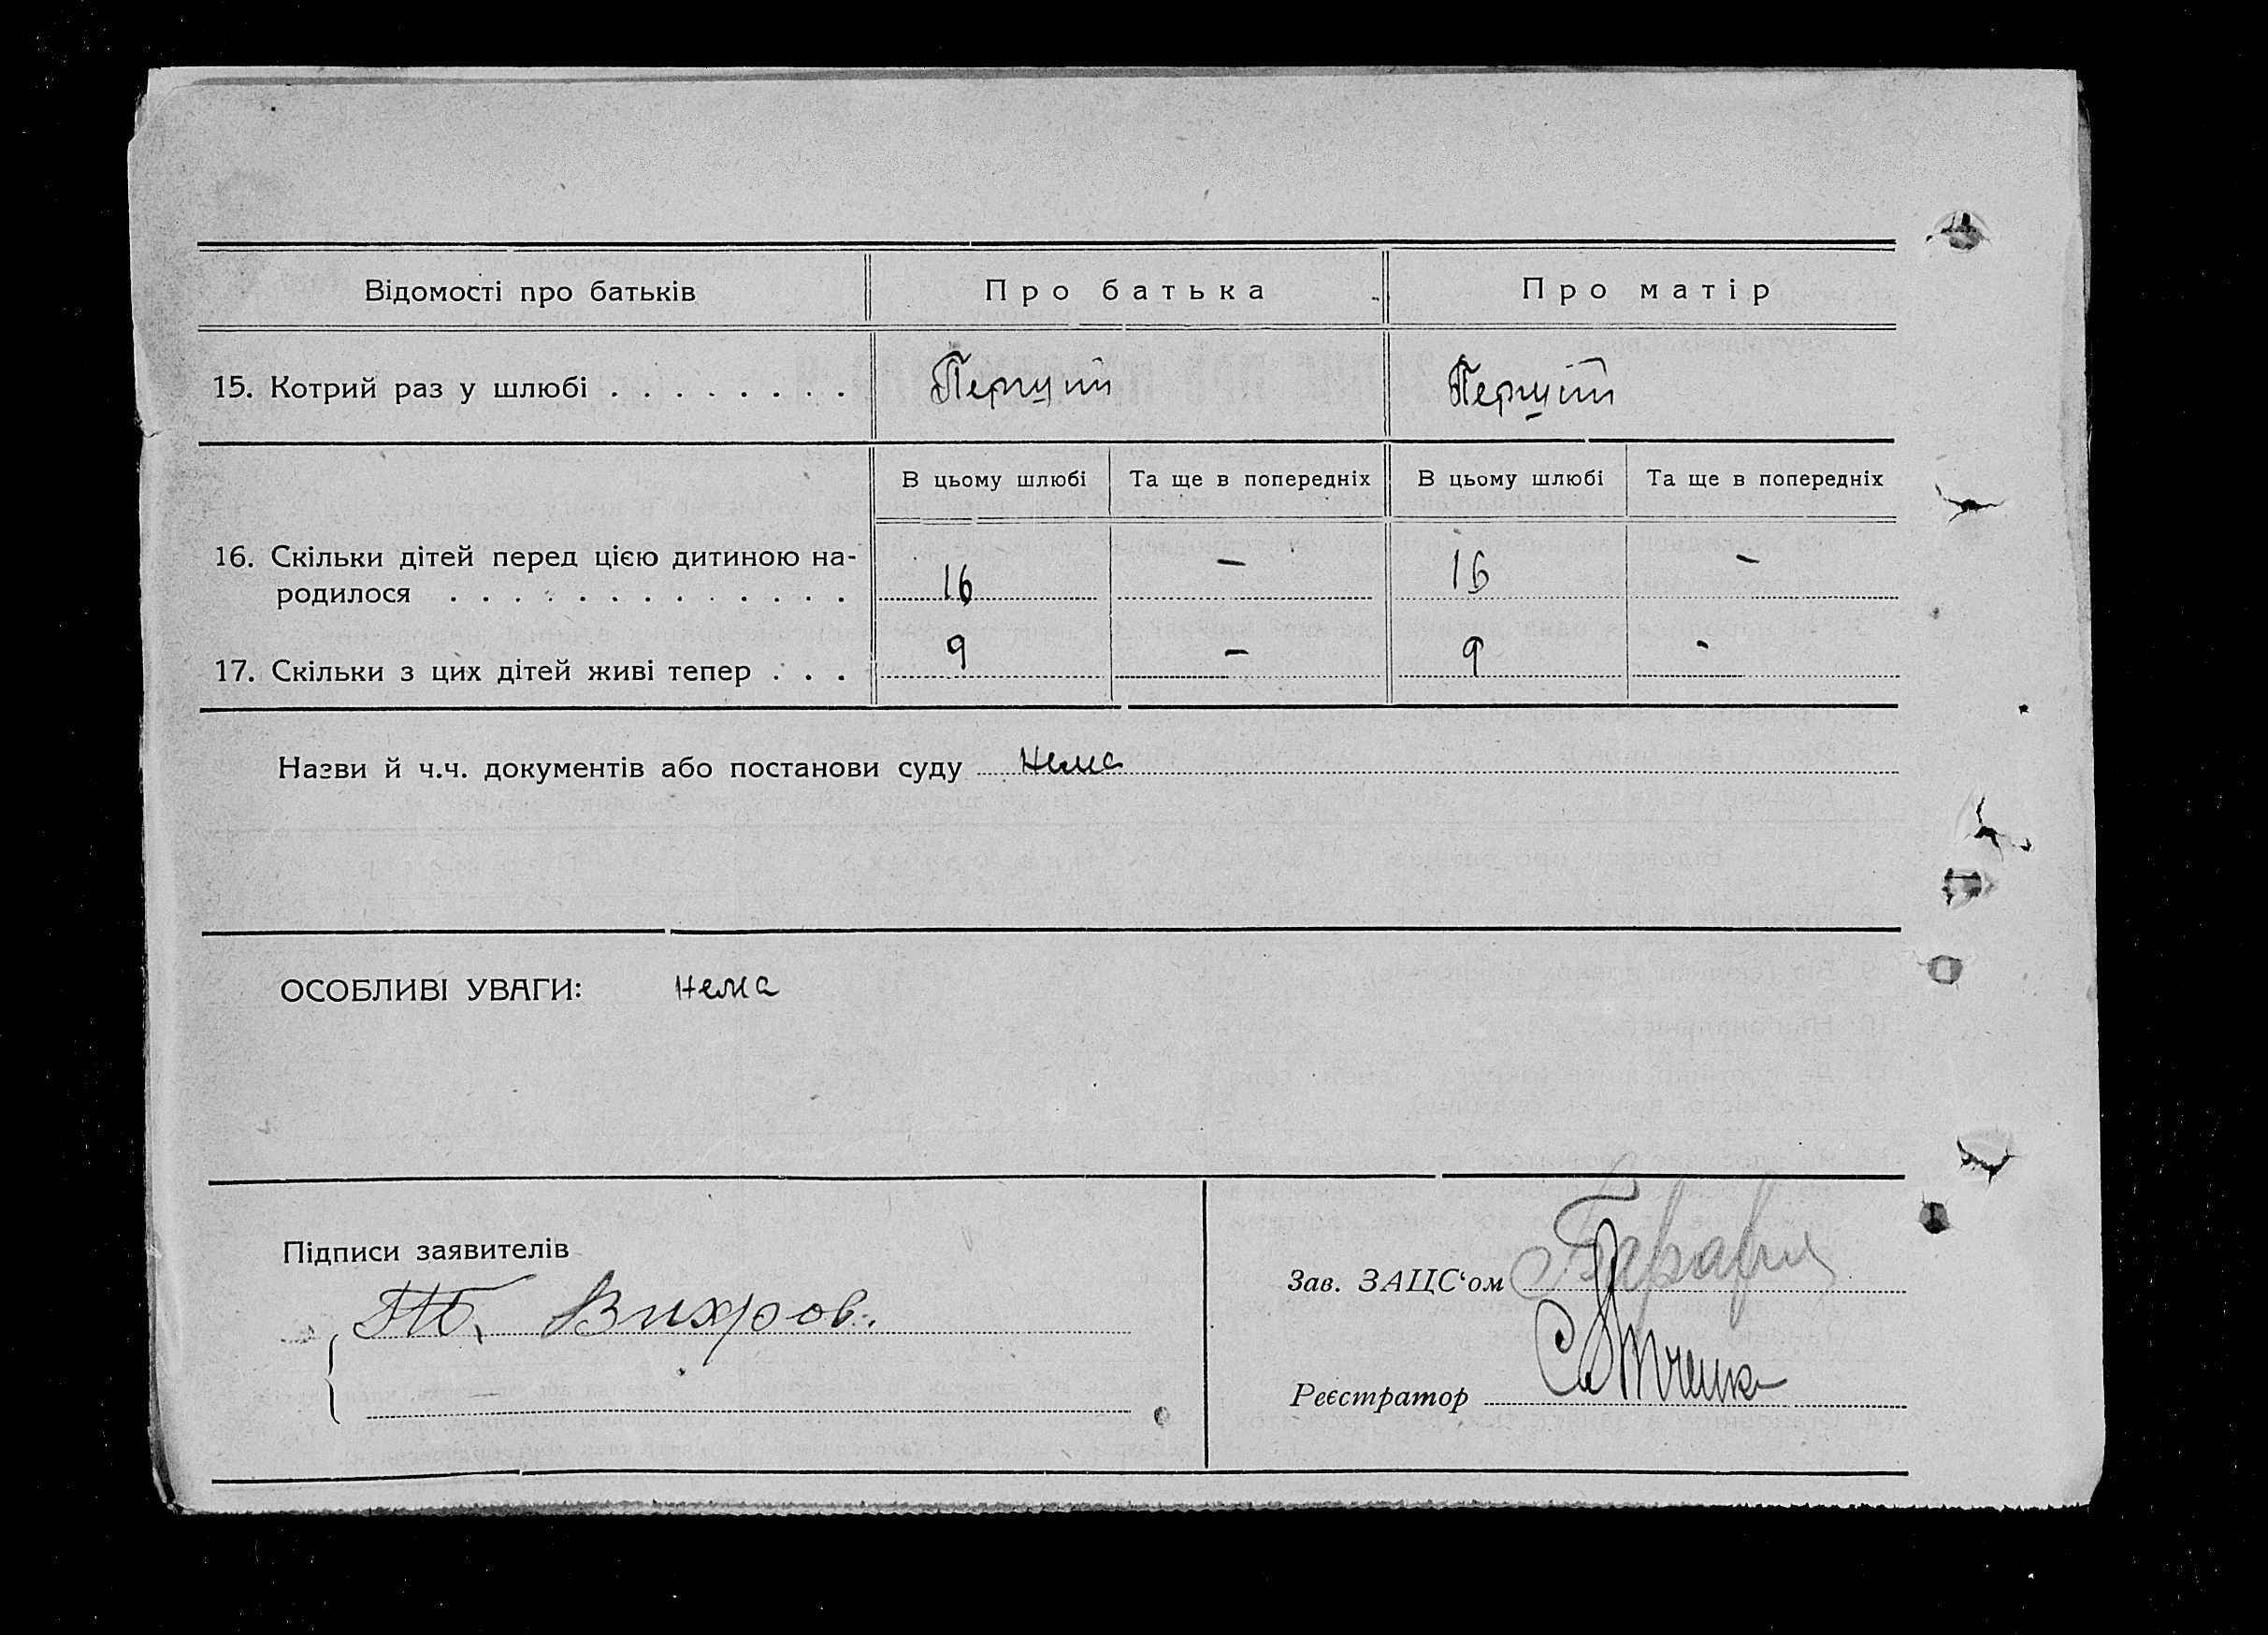 Відомості про батьків Про батька Про матір
15. Котрий раз у шлюбі . . . . . . . . Перший Перший
В цьому шлюбі Та ще в попередніх В цьому шлюбі Та ще в попередніх
16. Скільки дітей перед цією дитиною на-
родилося . . . . . . . . . . . . . 16 – 16 –
17. Скільки з цих дітей живі тепер . . . 9 – 9 -
Назви й ч.ч. документів або постанови суду нема
ОСОБЛИВІ УВАГИ: нема
Підписи заявителів
Вихров.
Зав. ЗАЦС‘ом
Реєстратор